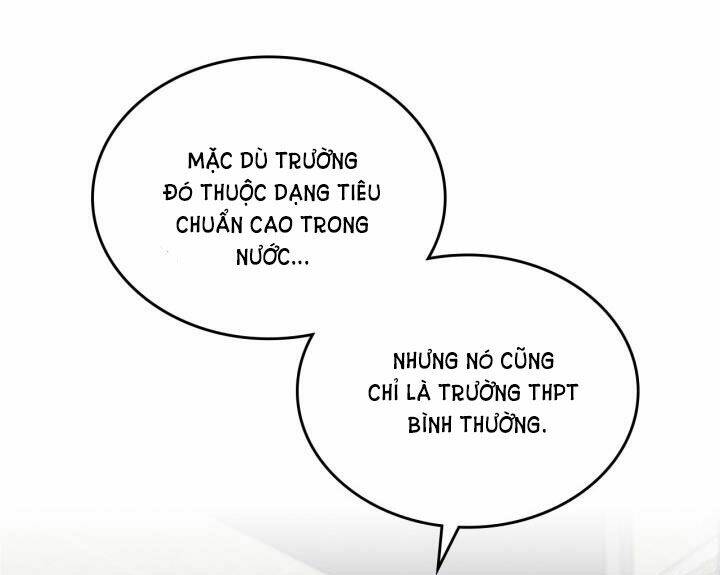 MẶC DÙ TRƯỜNG
ĐÓ THUỘC DẠNG TIÊU
CHUẨN CAO TRONG
NƯỚC...
NHƯNG NÓ CŨNG
CHỈ LÀ TRƯỜNG THPT
BÌNH THƯỜNG.